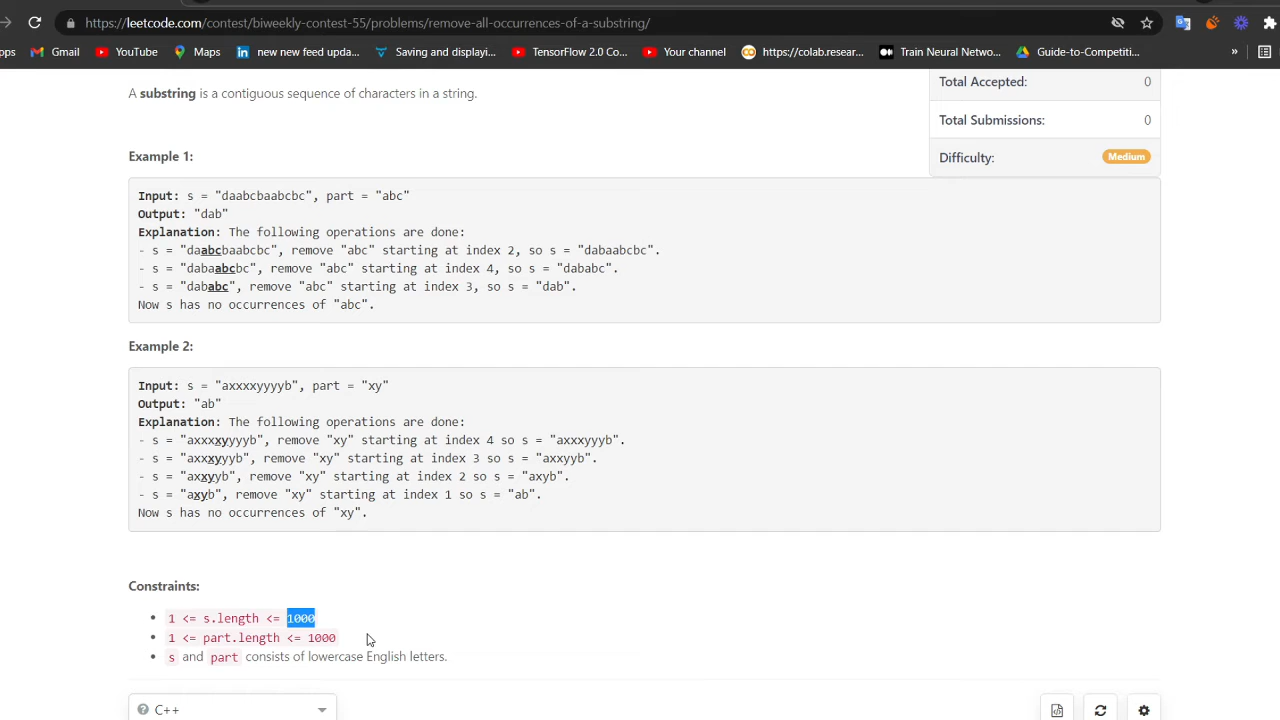 https://leetcode.com/contest/biweekly-contest-55/problems/remove-all-occurrences-of-a-substring/
pps Gmail YouTube Maps new new feed upda... Saving and displayi... TensorFlow 2.0 Co... Your channel https://colab.resear... Train Neural Netwo... Guide-to-Competiti... »
A substring is a contiguous sequence of characters in a string.
Total Accepted: 0
Total Submissions: 0
Difficulty: Medium
Example 1:
Input: s = "daabcbaabcbc", part = "abc"
Output: "dab"
Explanation: The following operations are done:
- s = "daabcbaabcbc", remove "abc" starting at index 2, so s = "dabaabcbc".
- s = "dabaabcbc", remove "abc" starting at index 4, so s = "dababc".
- s = "dababc", remove "abc" starting at index 3, so s = "dab".
Now s has no occurrences of "abc".
Example 2:
Input: s = "axxxxyyyyb", part = "xy"
Output: "ab"
Explanation: The following operations are done:
- s = "axxxxyyyyb", remove "xy" starting at index 4 so s = "axxxyyyb".
- s = "axxxyyyb", remove "xy" starting at index 3 so s = "axxyyb".
- s = "axxyyb", remove "xy" starting at index 2 so s = "axyb".
- s = "axyb", remove "xy" starting at index 1 so s = "ab".
Now s has no occurrences of "xy".
Constraints:
• 1 <= s.length <= 1000
• 1 <= part.length <= 1000
• s and part consists of lowercase English letters.
C++